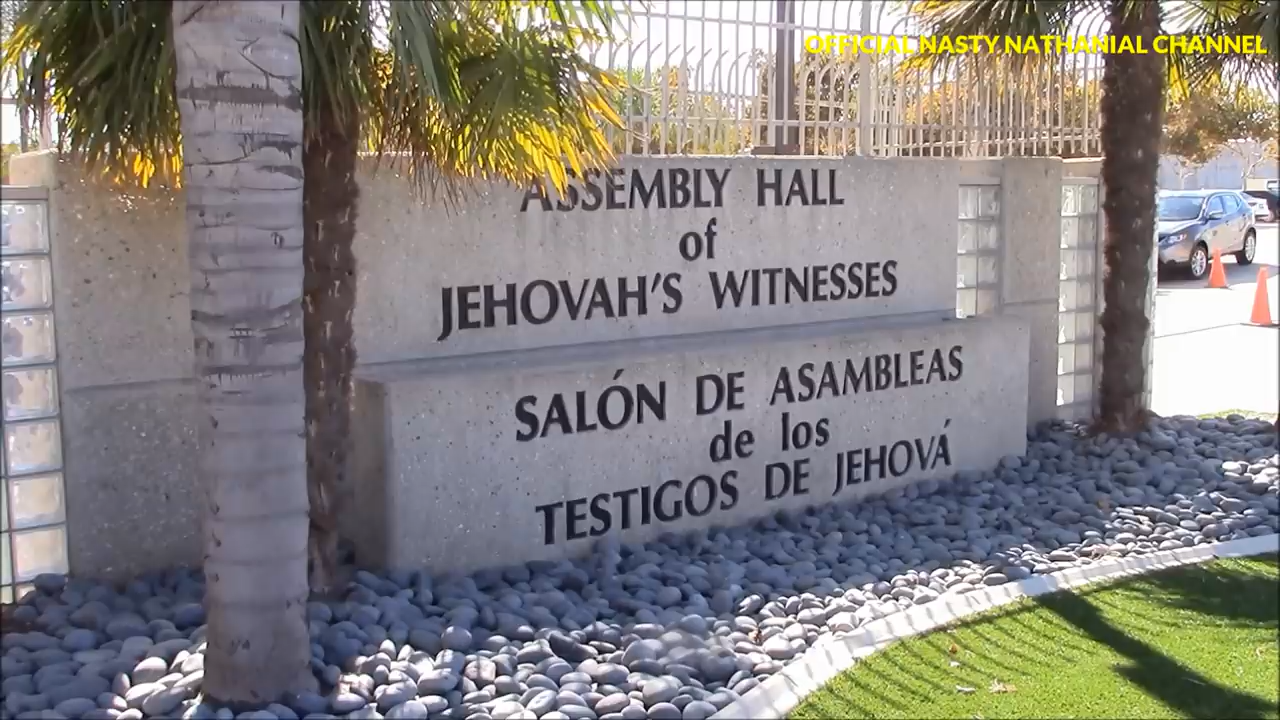 OFFICIAL NASTY NATHANIAL CHANNEL
ASSEMBLY HALL
of
JEHOVAH'S WITNESSES
SALÓN DE ASAMBLEAS
de los
TESTIGOS DE JEHOVÁ